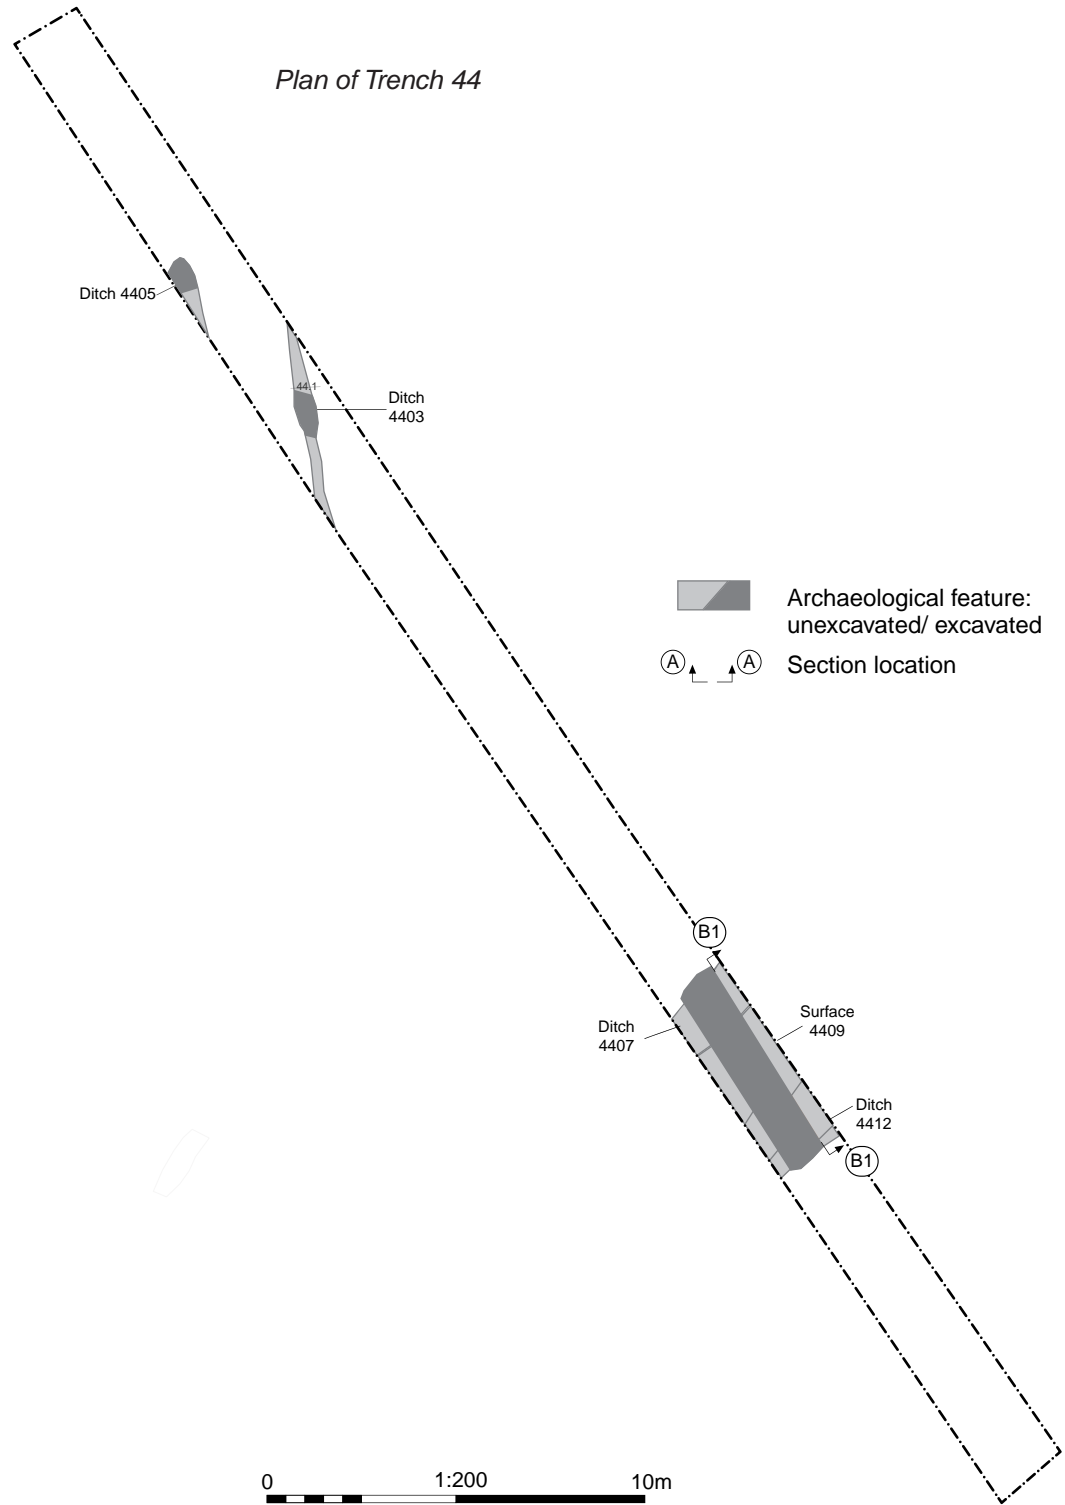 Plan of Trench 44
Ditch 4405
44.1
Ditch
4403
Archaeological feature:
unexcavated/ excavated
A A Section location
B1
Surface
4409
Ditch
4407
Ditch
4412
B1
0 1:200 10m